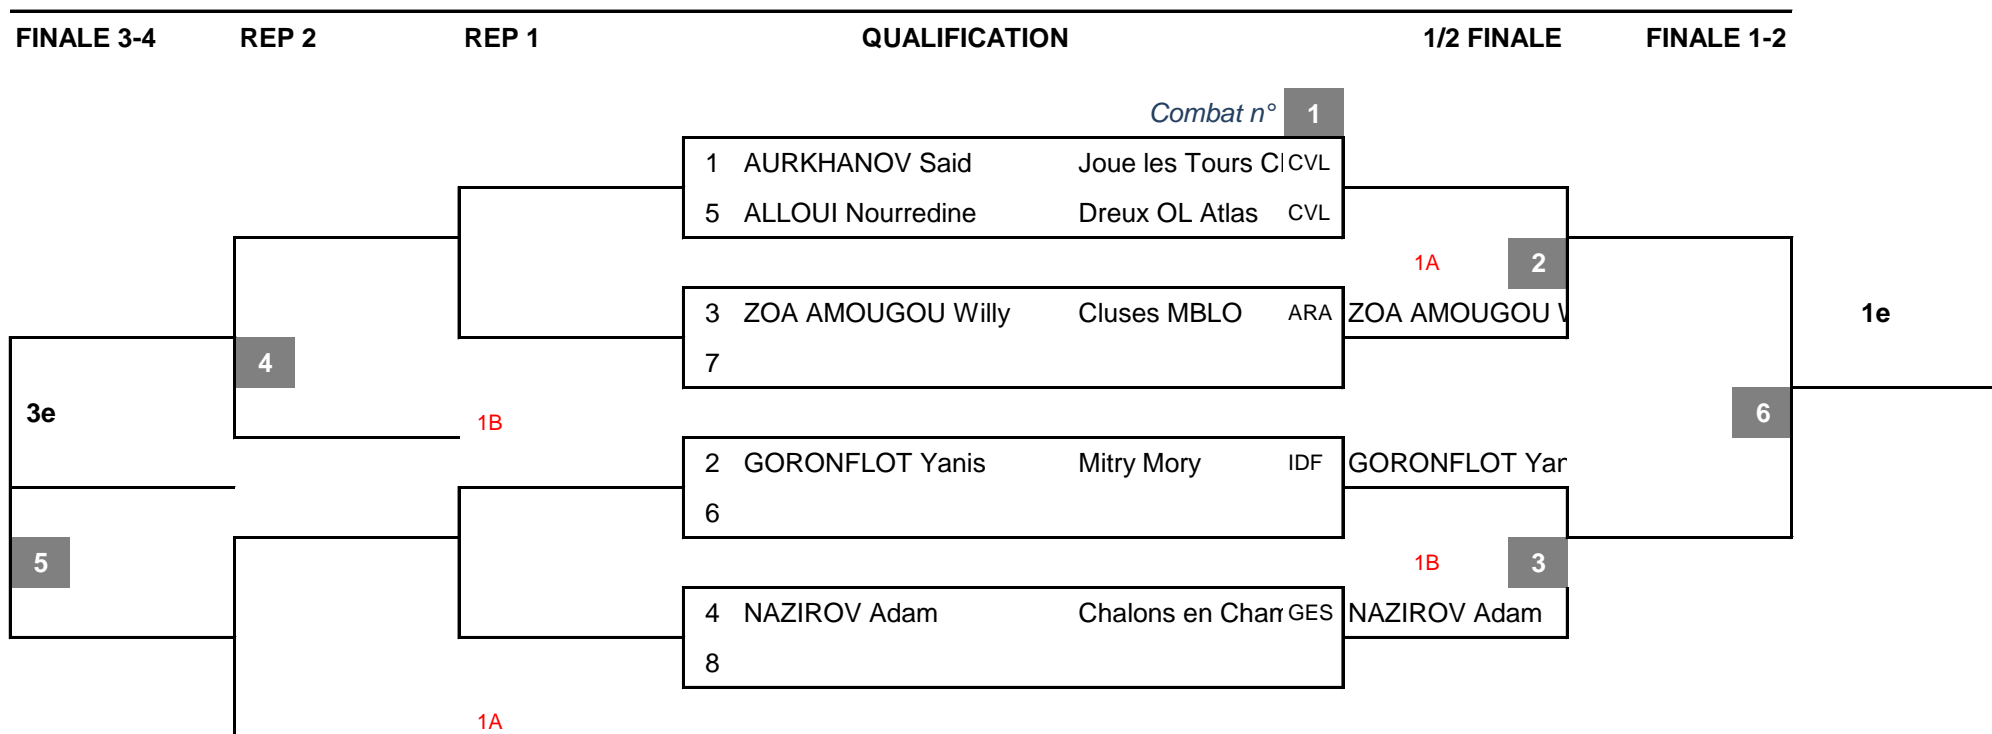 FINALE 3-4 REP 2 REP 1 QUALIFICATION 1/2 FINALE FINALE 1-2
Combat n° 1
1 AURKHANOV Said Joue les Tours C CVL
5 ALLOUI Nourredine Dreux OL Atlas CVL
1A 2
3 ZOA AMOUGOU Willy Cluses MBLO ARA ZOA AMOUGOU 1e
4 7
3e 1B 6
2 GORONFLOT Yanis Mitry Mory IDF GORONFLOT Yan
6
5 1B 3
4 NAZIROV Adam Chalons en Cham GES NAZIROV Adam
8
1A